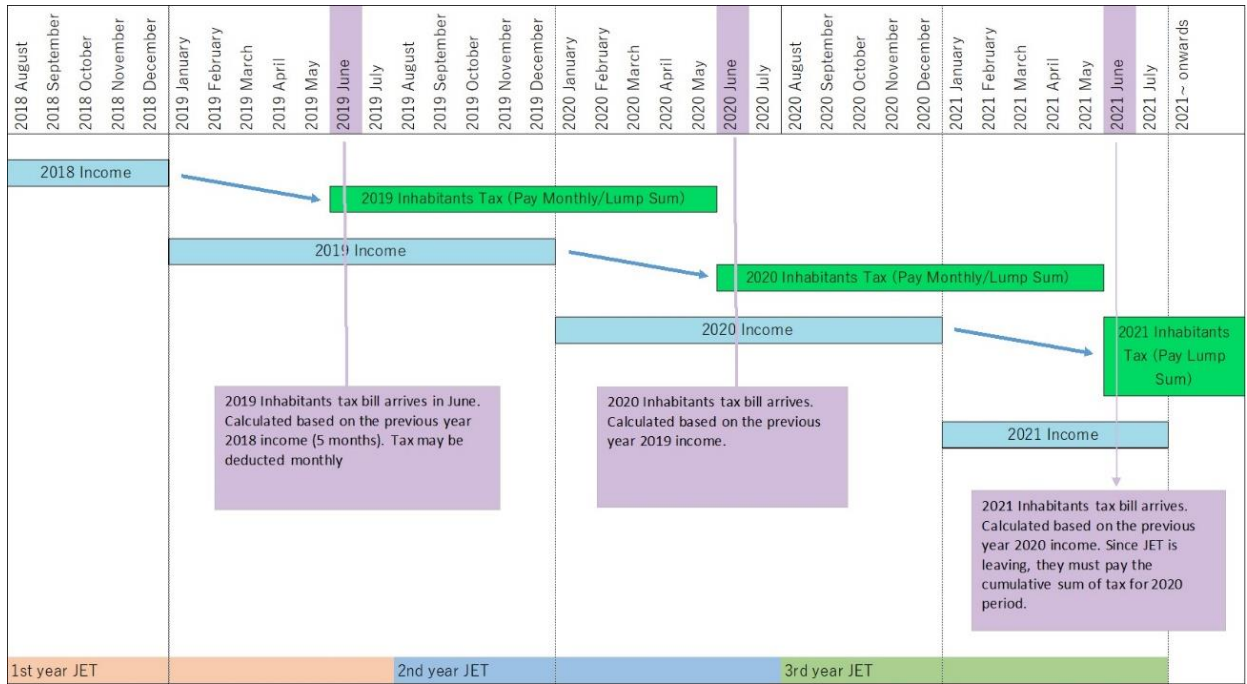 2018 August
2018 September
2018 October
2018 November
2018 December
2019 January
2019 February
2019 March
2019 April
2019 May
2019 June
2019 July
2019 August
2019 September
2019 October
2019 November
2019 December
2020 January
2020 February
2020 March
2020 April
2020 May
2020 June
2020 July
2020 August
2020 September
2020 October
2020 November
2020 December
2021 January
2021 February
2021 March
2021 April
2021 May
2021 June
2021 July
2021~ onwards
2018 Income
2019 Inhabitants Tax (Pay Monthly/Lump Sum)
2019 Income
2020 Inhabitants Tax (Pay Monthly/Lump Sum)
2020 Income
2021 Inhabitants
Tax (Pay Lump
Sum)
2019 Inhabitants tax bill arrives in June.
Calculated based on the previous year
2018 income (5 months). Tax may be
deducted monthly
2020 Inhabitants tax bill arrives.
Calculated based on the previous
year 2019 income.
2021 Income
2021 Inhabitants tax bill arrives.
Calculated based on the previous
year 2020 income. Since JET is
leaving, they must pay the
cumulative sum of tax for 2020
period.
1st year JET
2nd year JET
3rd year JET